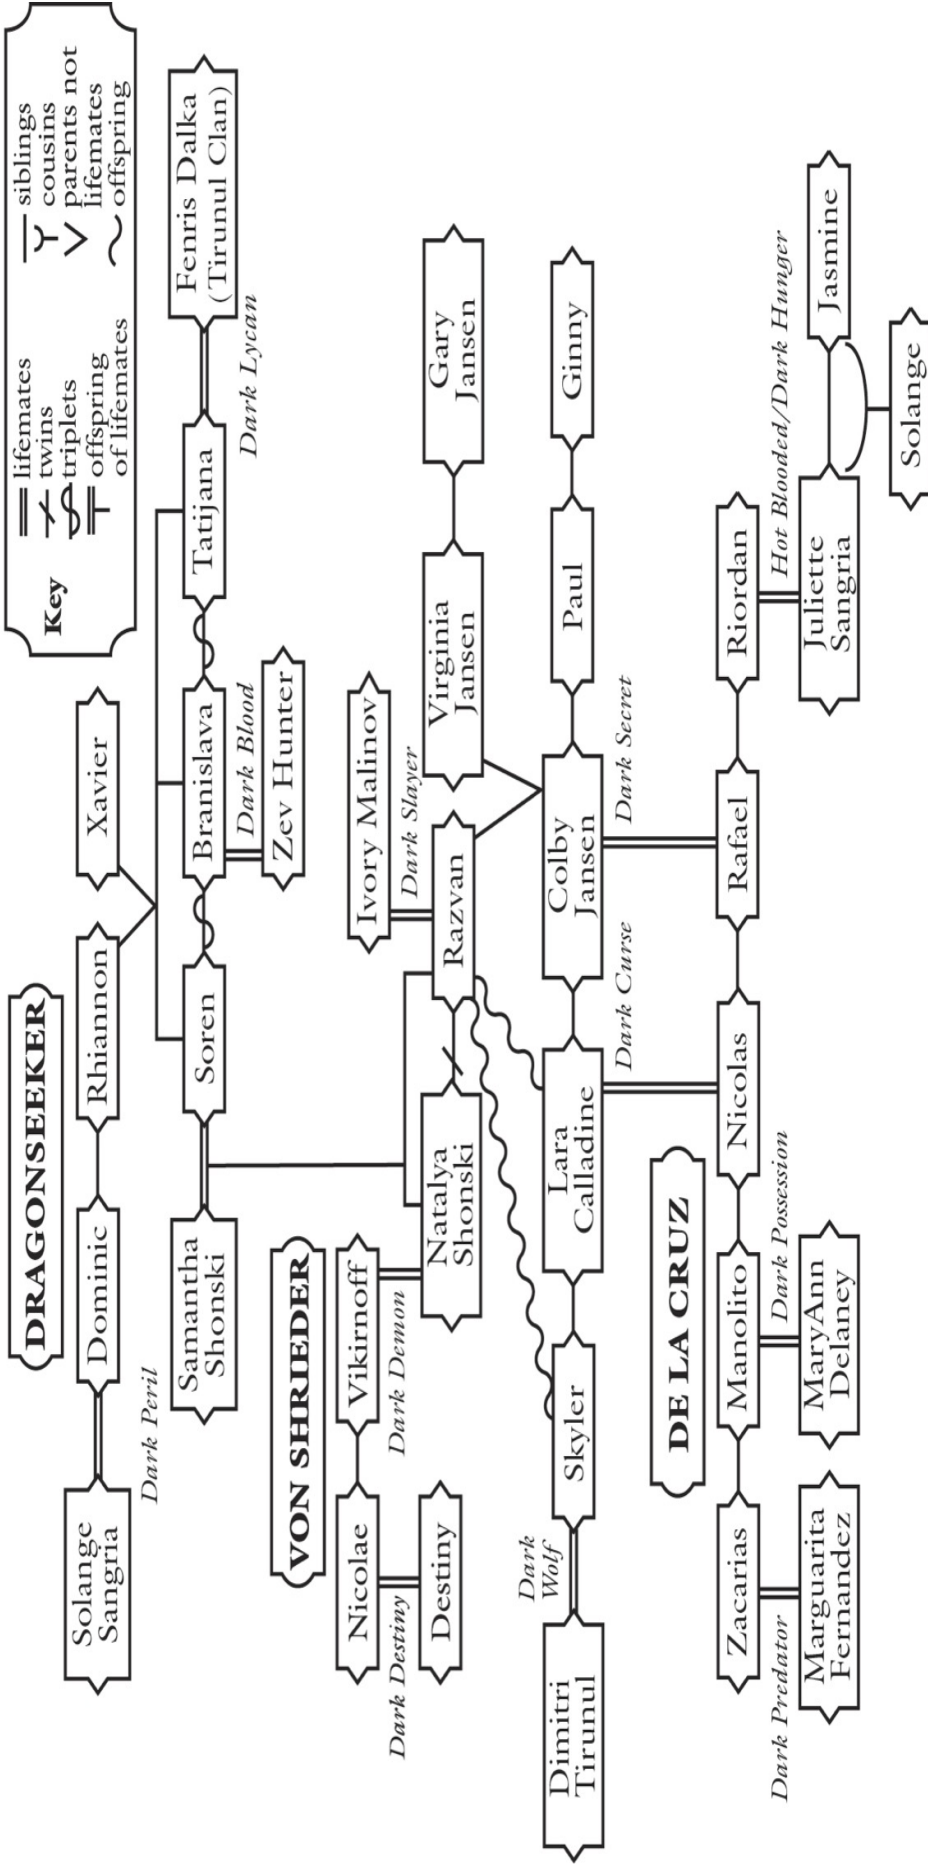 Key
lifemates
twins
triplets
offspring
of lifemates
siblings
cousins
parents not
lifemates
offspring
DRAGONSEEKER
Solange
Sangria
Dominic
Rhiannon
Xavier
Dark Peril
Samantha
Shonski
Soren
Branislava
Tatijana
Fenris Dalka
(Tirunul Clan)
Dark Blood
Dark Lycan
Zev Hunter
VON SHRIEDER
Nicolae
Vikirnoff
Ivory Malinov
Dark Destiny
Dark Demon
Dark Slayer
Destiny
Natalya
Shonski
Razvan
Virginia
Jansen
Gary
Jansen
Dark
Wolf
Dimitri
Tirunul
Skyler
Lara
Calladine
Colby
Jansen
Paul
Ginny
Dark Curse
Dark Secret
DE LA CRUZ
Zacarias
Manolito
Nicolas
Rafael
Riordan
Dark Predator
Dark Possession
Hot Blooded/Dark Hunger
Marguarita
Fernandez
MaryAnn
Delaney
Juliette
Sangria
Jasmine
Solange